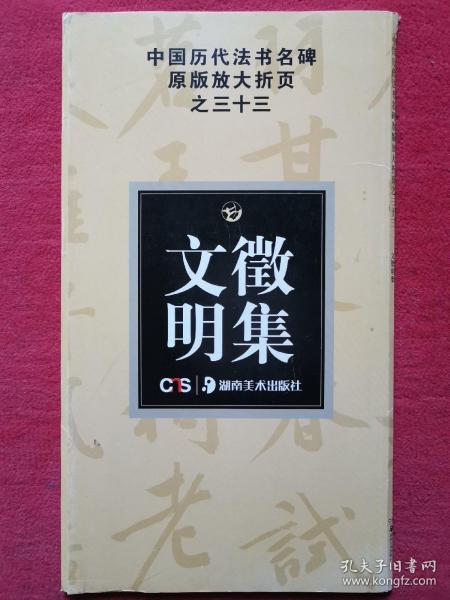 中国历代法书名碑
原版放大折页
之三十三
文徵
明集
CNS
湖南美术出版社
孔夫子旧书网
www.kongfz.com